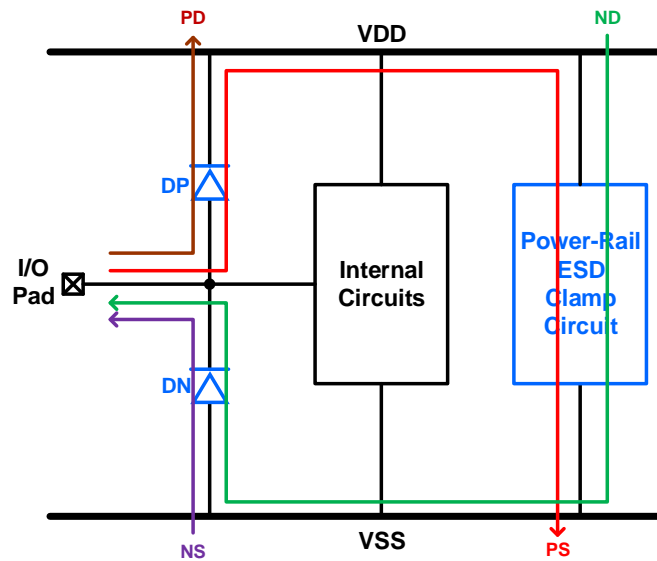 PD
VDD
ND
DP
I/O
Pad
Internal
Circuits
Power-Rail
ESD
Clamp
Circuit
DN
NS
VSS
PS